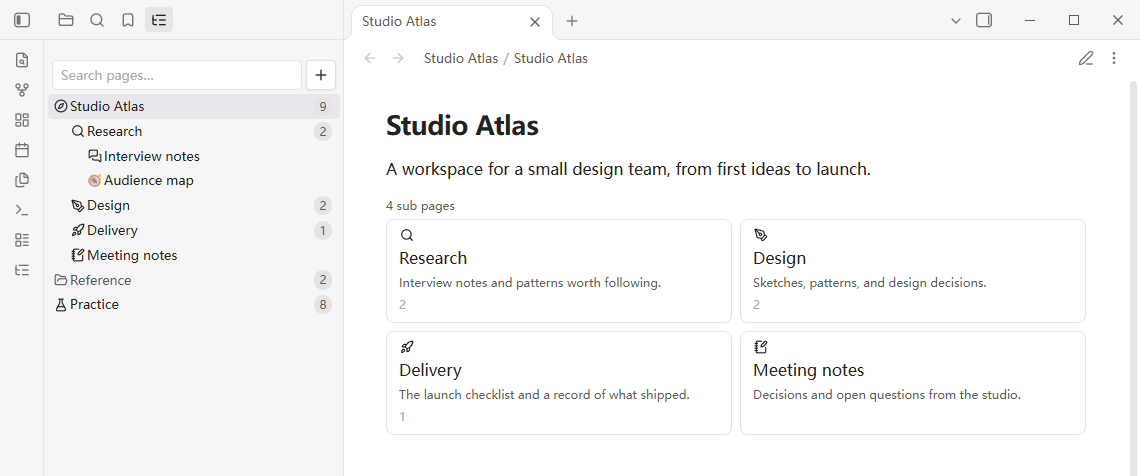 Studio Atlas
Studio Atlas / Studio Atlas
Search pages...
Studio Atlas 9
Research 2
Interview notes
Audience map
Design 2
Delivery 1
Meeting notes
Reference 2
Practice 8
Studio Atlas
A workspace for a small design team, from first ideas to launch.
4 sub pages
Research
Interview notes and patterns worth following.
2
Design
Sketches, patterns, and design decisions.
2
Delivery
The launch checklist and a record of what shipped.
1
Meeting notes
Decisions and open questions from the studio.